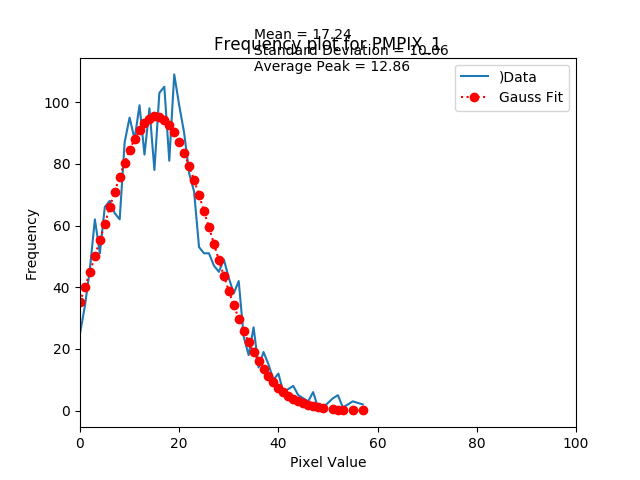 Mean = 17.24
Frequency plot for PMPIX_1
Standard Deviation = 10.06
Average Peak = 12.86
)Data
Gauss Fit
100
80
60
40
20
0
Frequency
0 20 40 60 80 100
Pixel Value